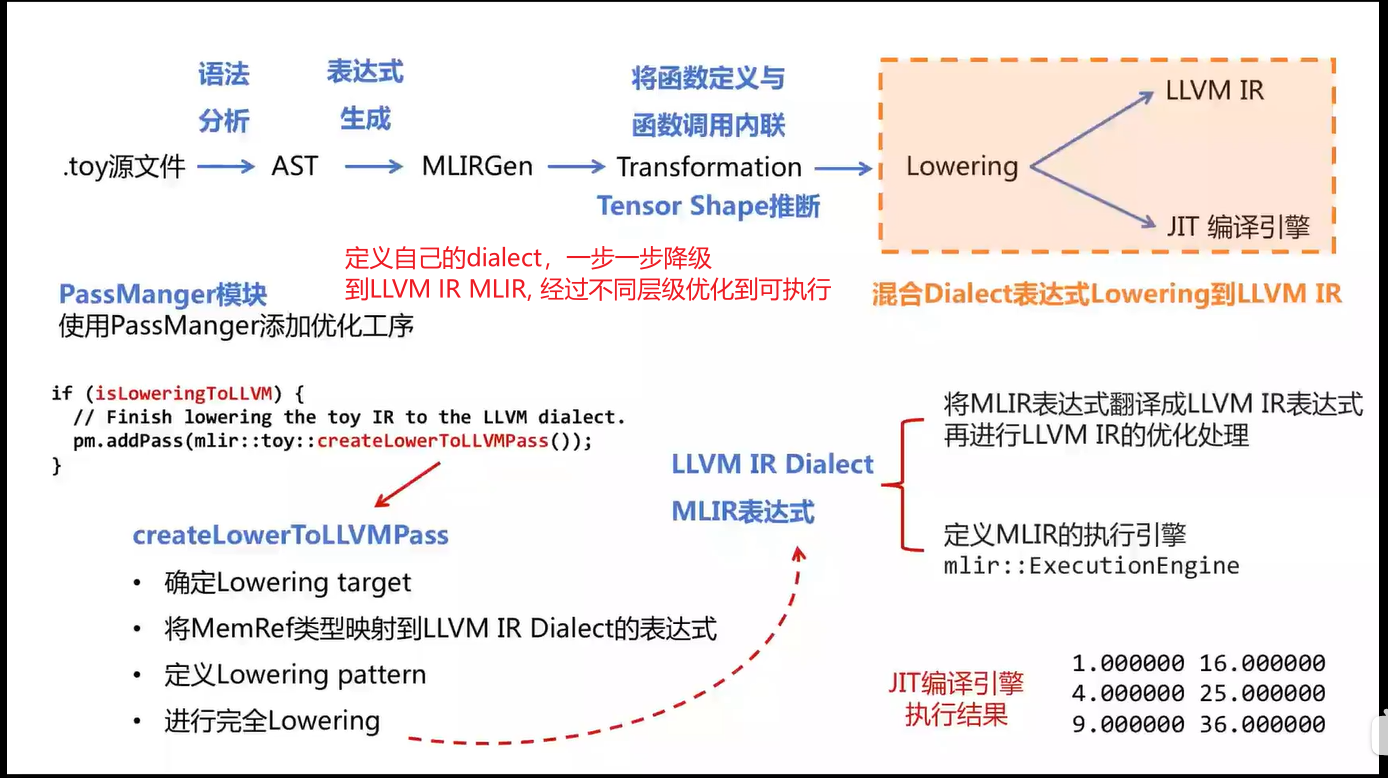 语法
分析
表达式
生成
将函数定义与
函数调用内联
.toy源文件
AST
MLIRGen
Transformation
Tensor Shape推断
Lowering
LLVM IR
JIT 编译引擎
混合Dialect表达式Lowering到LLVM IR
定义自己的dialect，一步一步降级
到LLVM IR MLIR, 经过不同层级优化到可执行
PassManger模块
使用PassManger添加优化工序
if (isLoweringToLLVM) {
// Finish lowering the toy IR to the LLVM dialect.
pm.addPass(mlir::toy::createLowerToLLVMPass());
}
createLowerToLLVMPass
• 确定Lowering target
• 将MemRef类型映射到LLVM IR Dialect的表达式
• 定义Lowering pattern
• 进行完全Lowering
LLVM IR Dialect
MLIR表达式
将MLIR表达式翻译成LLVM IR表达式
再进行LLVM IR的优化处理
定义MLIR的执行引擎
mlir::ExecutionEngine
JIT编译引擎
执行结果
1.000000 16.000000
4.000000 25.000000
9.000000 36.000000